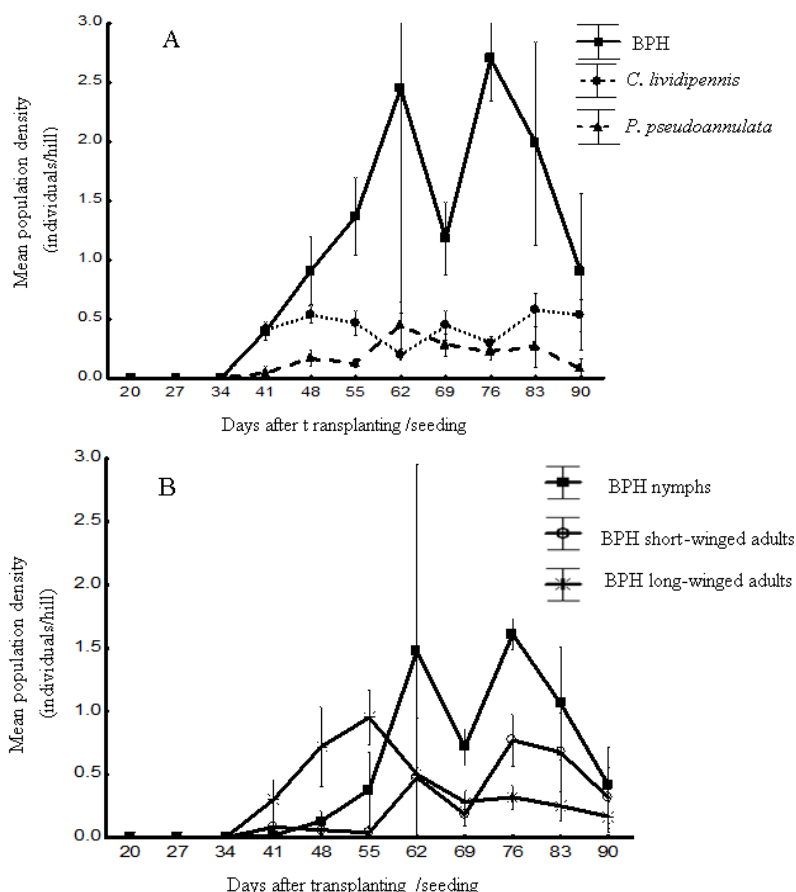 A
3.0
2.5
2.0
1.5
1.0
0.5
0.0
Mean population density
(individuals/hill)
BPH
C. lividipennis
P. pseudoannulata
20 27 34 41 48 55 62 69 76 83 90
Days after t ransplanting /seeding
B
3.0
2.5
2.0
1.5
1.0
0.5
0.0
Mean population density
(individuals/hill)
BPH nymphs
BPH short-winged adults
BPH long-winged adults
20 27 34 41 48 55 62 69 76 83 90
Days after transplanting /seeding